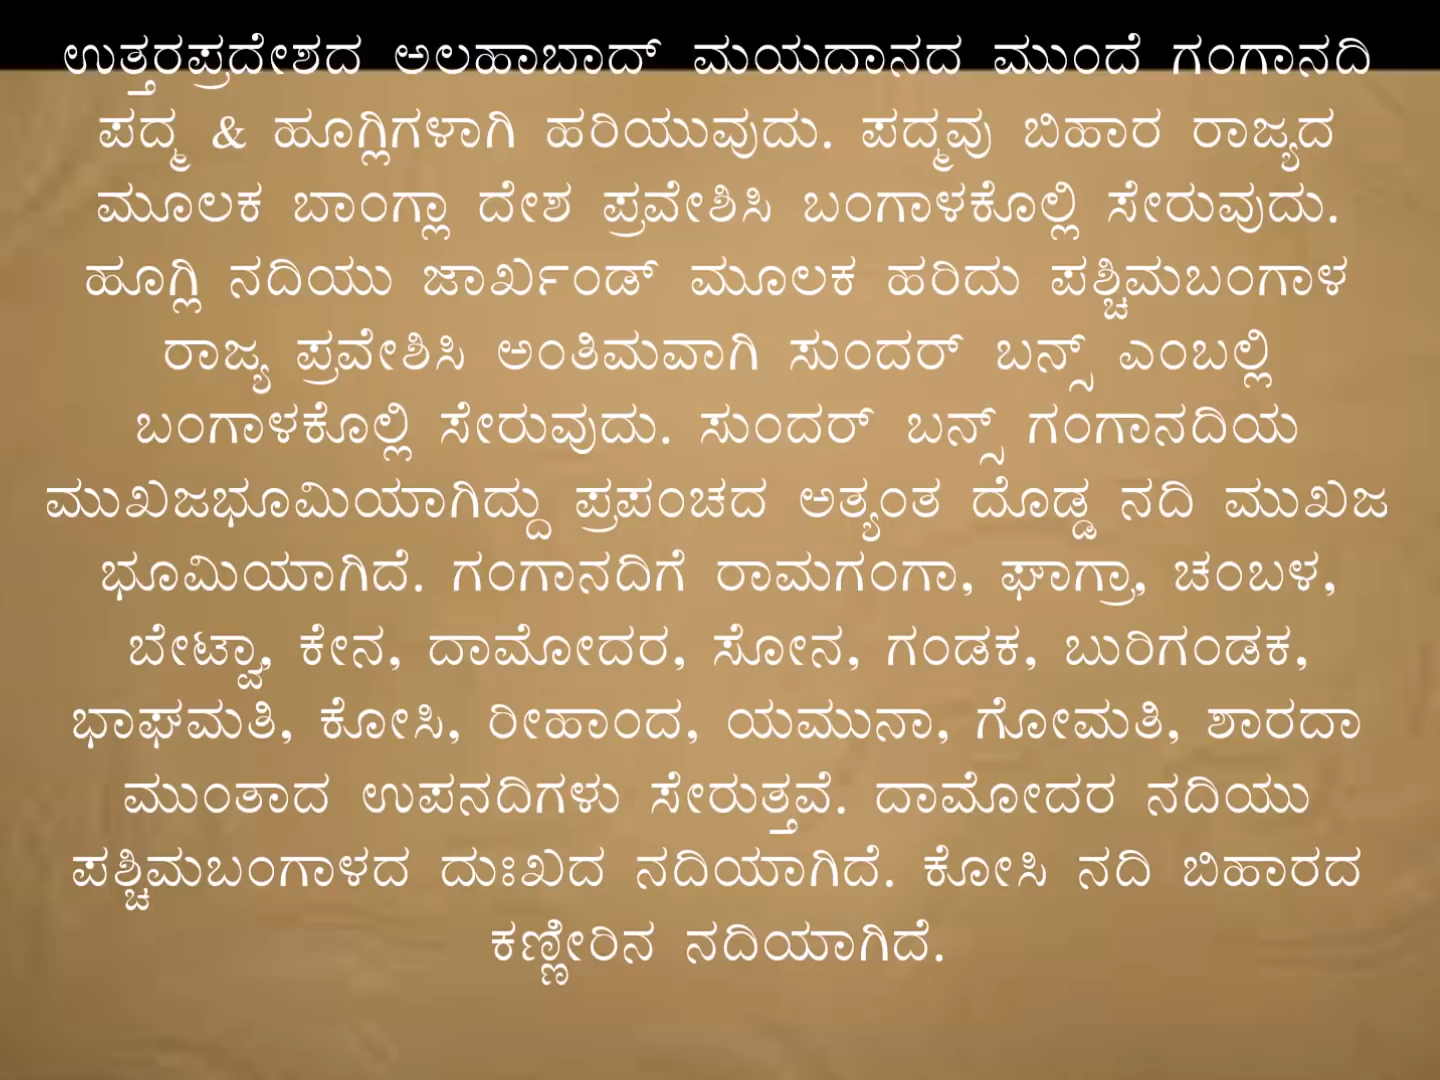 ಉತ್ತರಪ್ರದೇಶದ ಅಲಹಾಬಾದ್ ಮಯದಾನದ ಮುಂದೆ ಗಂಗಾನದಿ
ಪದ್ಮ & ಹೂಗ್ಲಿಗಳಾಗಿ ಹರಿಯುವುದು. ಪದ್ಮವು ಬಿಹಾರ ರಾಜ್ಯದ
ಮೂಲಕ ಬಾಂಗ್ಲಾ ದೇಶ ಪ್ರವೇಶಿಸಿ ಬಂಗಾಳಕೊಲ್ಲಿ ಸೇರುವುದು.
ಹೂಗ್ಲಿ ನದಿಯು ಜಾರ್ಖಂಡ್ ಮೂಲಕ ಹರಿದು ಪಶ್ಚಿಮಬಂಗಾಳ
ರಾಜ್ಯ ಪ್ರವೇಶಿಸಿ ಅಂತಿಮವಾಗಿ ಸುಂದರ್ ಬನ್ಸ್ ಎಂಬಲ್ಲಿ
ಬಂಗಾಳಕೊಲ್ಲಿ ಸೇರುವುದು. ಸುಂದರ್ ಬನ್ಸ್ ಗಂಗಾನದಿಯ
ಮುಖಜಭೂಮಿಯಾಗಿದ್ದು ಪ್ರಪಂಚದ ಅತ್ಯಂತ ದೊಡ್ಡ ನದಿ ಮುಖಜ
ಭೂಮಿಯಾಗಿದೆ. ಗಂಗಾನದಿಗೆ ರಾಮಗಂಗಾ, ಘಾಗ್ರಾ, ಚಂಬಳ,
ಬೇಟ್ವಾ, ಕೇನ, ದಾಮೋದರ, ಸೋನ, ಗಂಡಕ, ಬುರಿಗಂಡಕ,
ಭಾಘಮತಿ, ಕೋಸಿ, ರೀಹಾಂದ, ಯಮುನಾ, ಗೋಮತಿ, ಶಾರದಾ
ಮುಂತಾದ ಉಪನದಿಗಳು ಸೇರುತ್ತವೆ. ದಾಮೋದರ ನದಿಯು
ಪಶ್ಚಿಮಬಂಗಾಳದ ದುಃಖದ ನದಿಯಾಗಿದೆ. ಕೋಸಿ ನದಿ ಬಿಹಾರದ
ಕಣ್ಣೀರಿನ ನದಿಯಾಗಿದೆ.